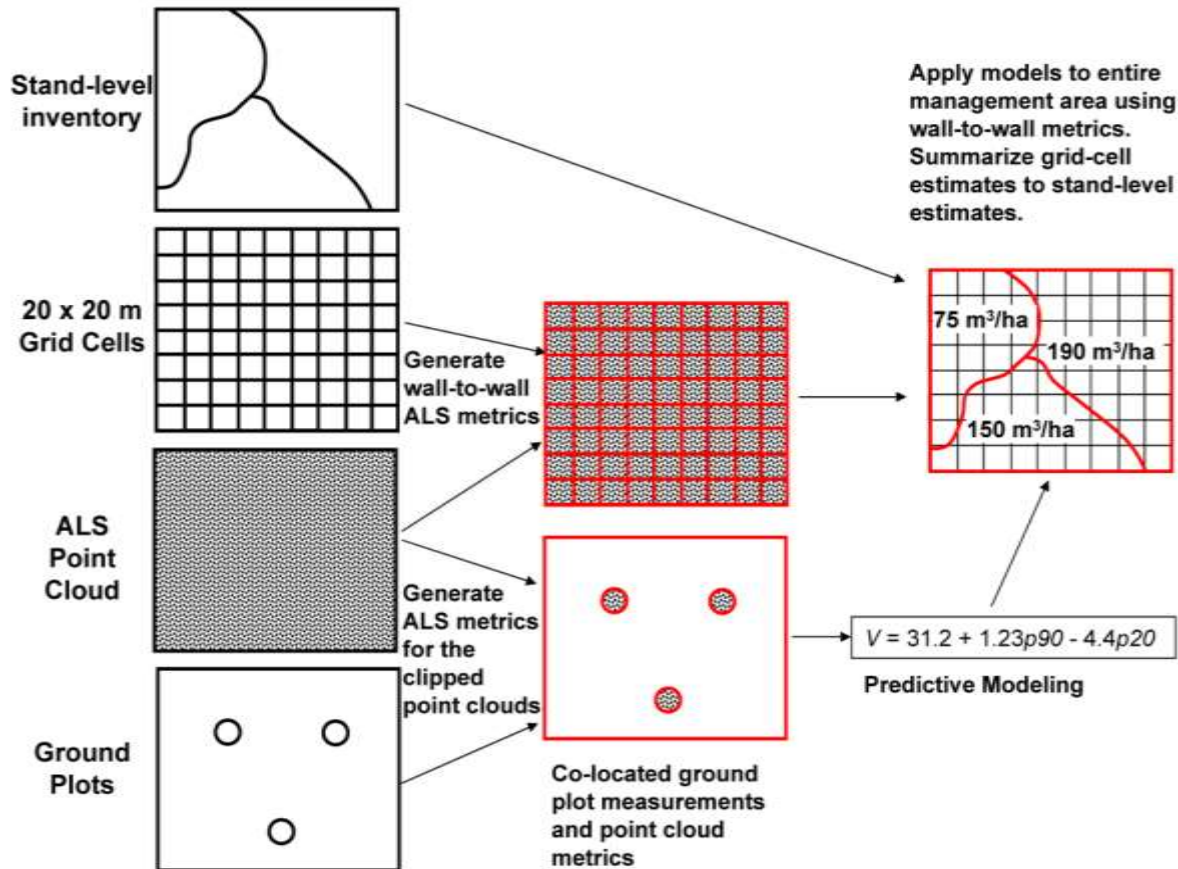 Stand-level
inventory
20 x 20 m
Grid Cells
ALS
Point
Cloud
Ground
Plots
Generate
wall-to-wall
ALS metrics
Generate
ALS metrics
for the
clipped
point clouds
Co-located ground
plot measurements
and point cloud
metrics
Apply models to entire
management area using
wall-to-wall metrics.
Summarize grid-cell
estimates to stand-level
estimates.
75 m³/ha
190 m³/ha
150 m³/ha
V = 31.2 + 1.23p90 - 4.4p20
Predictive Modeling